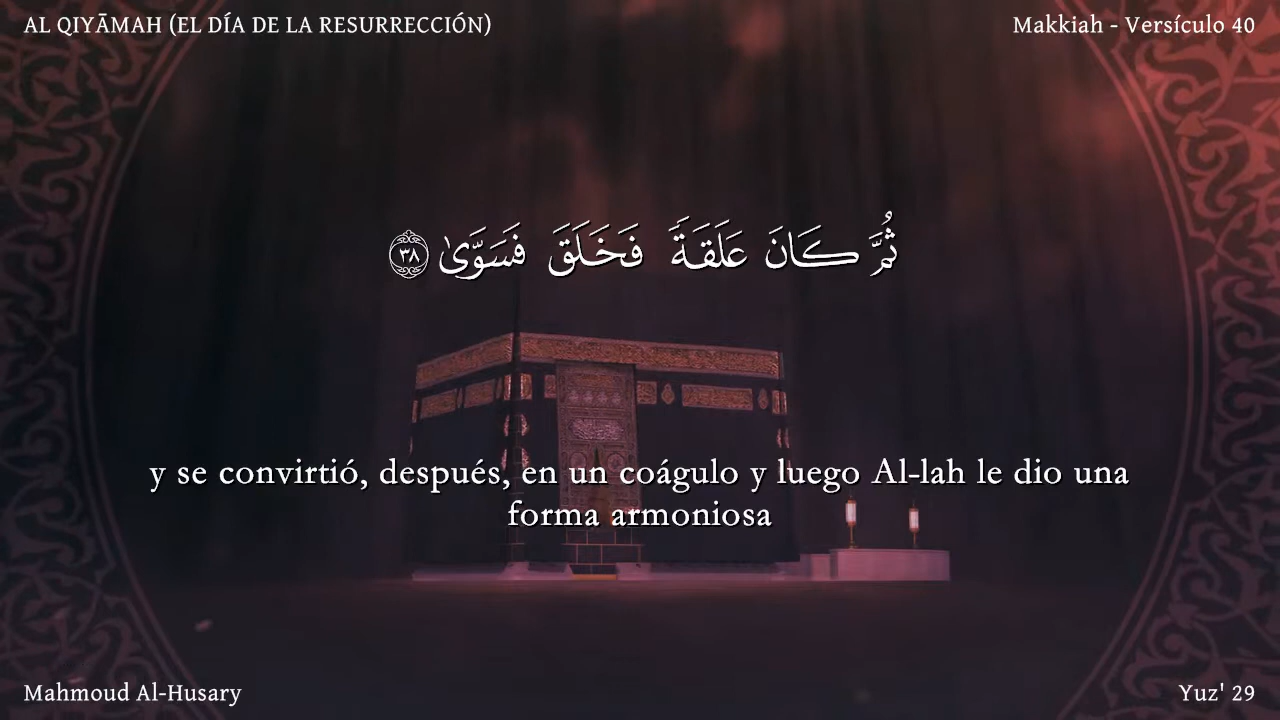 AL QIYĀMAH (EL DÍA DE LA RESURRECCIÓN)
Makkiah - Versículo 40
ثُمَّ كَانَ عَلَقَةً فَخَلَقَ فَسَوَّىٰ ٣٨
y se convirtió, después, en un coágulo y luego Al-lah le dio una
forma armoniosa
Mahmoud Al-Husary
Yuz' 29